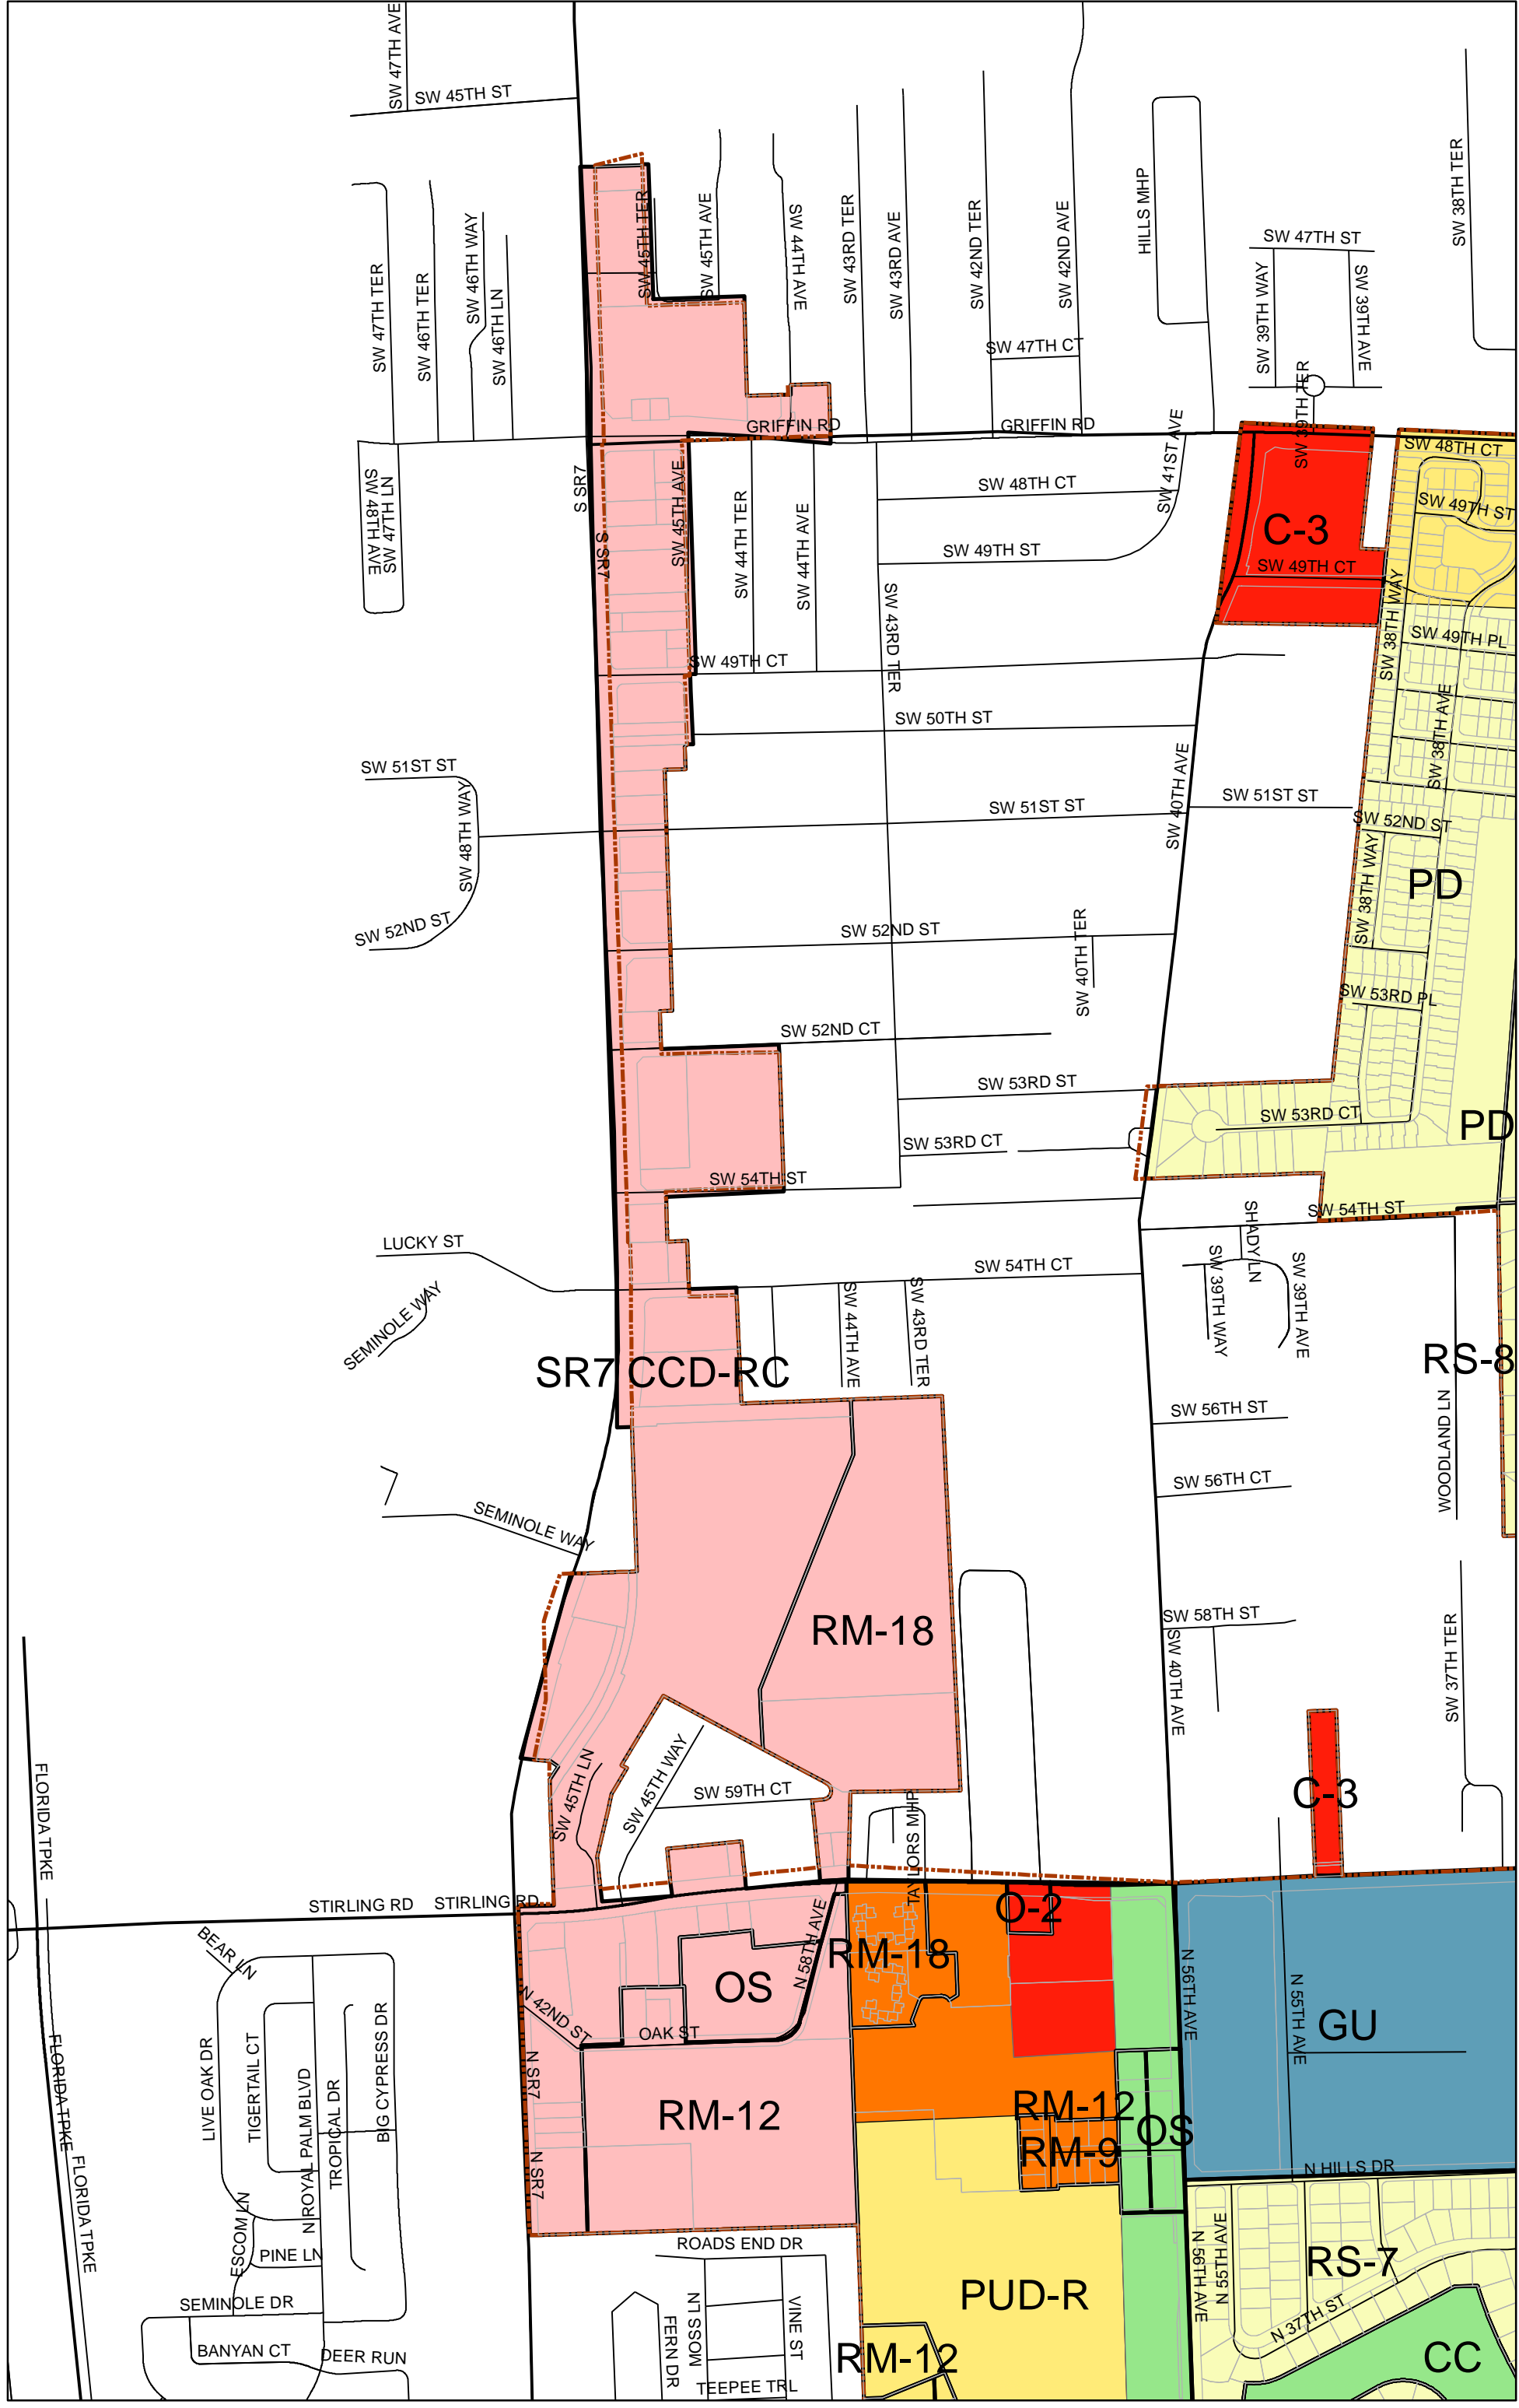 SW 47TH AVE
SW 45TH ST
SW 47TH TER
SW 46TH TER
SW 46TH WAY
SW 46TH LN
SW 45TH TER
SW 45TH AVE
SW 44TH AVE
SW 43RD TER
SW 43RD AVE
SW 42ND TER
SW 42ND AVE
HILLS MHP
SW 47TH ST
SW 39TH WAY
SW 39TH AVE
SW 38TH TER
SW 47TH CT
SW 39TH TER
GRIFFIN RD
GRIFFIN RD
S SR7
S SR7
SW 48TH AVE
SW 47TH LN
SW 45TH AVE
SW 44TH TER
SW 44TH AVE
SW 48TH CT
SW 41ST AVE
SW 49TH ST
C-3
SW 49TH CT
SW 48TH CT
SW 49TH ST
SW 38TH WAY
SW 49TH PL
SW 43RD TER
SW 49TH CT
SW 50TH ST
SW 38TH AVE
SW 51ST ST
SW 48TH WAY
SW 51ST ST
SW 40TH AVE
SW 51ST ST
SW 52ND ST
PD
SW 38TH WAY
SW 52ND ST
SW 52ND ST
SW 40TH TER
SW 53RD PL
SW 52ND CT
SW 53RD ST
SW 53RD CT
PD
SW 53RD CT
SW 54TH ST
SW 54TH ST
SHADY LN
LUCKY ST
SEMINOLE WAY
SW 54TH CT
SW 39TH WAY
SW 39TH AVE
SW 44TH AVE
SW 43RD TER
SR7 CCD-RC
RS-8
WOODLAND LN
SW 56TH ST
SW 56TH CT
SEMINOLE WAY
RM-18
SW 58TH ST
SW 40TH AVE
SW 37TH TER
C-3
FLORIDA TPKE
SW 45TH LN
SW 45TH WAY
SW 59TH CT
TAYLORS MHP
STIRLING RD
STIRLING RD
O-2
RM-18
N 58TH AVE
OS
BEAR LN
N 42ND ST
OAK ST
N 56TH AVE
N 55TH AVE
GU
FLORIDA TPKE
LIVE OAK DR
TIGERTAIL CT
N ROYAL PALM BLVD
TROPICAL DR
BIG CYPRESS DR
N SR7
RM-12
RM-12
OS
RM-9
N SR7
FLORIDA TPKE
N HILLS DR
ESCOM LN
PINE LN
ROADS END DR
N 56TH AVE
N 55TH AVE
RS-7
SEMINOLE DR
PUD-R
N 37TH ST
BANYAN CT
DEER RUN
FERN DR
MOSS LN
VINE ST
TEEPEE TRL
RM-12
CC